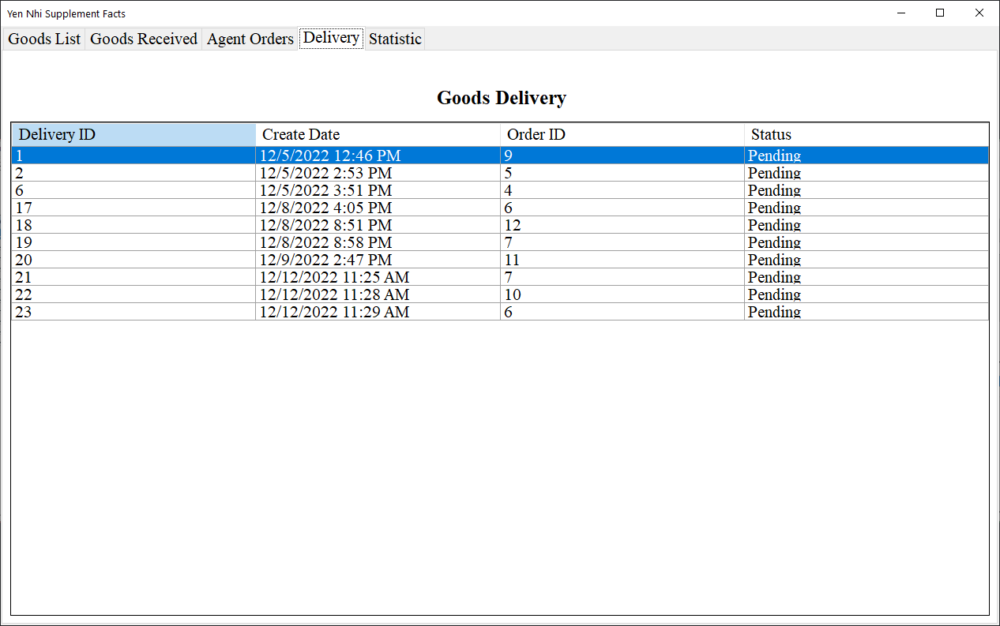 Yen Nhi Supplement Facts
Goods List Goods Received Agent Orders Delivery Statistic
Goods Delivery
Delivery ID Create Date Order ID Status
1 12/5/2022 12:46 PM 9 Pending
2 12/5/2022 2:53 PM 5 Pending
6 12/5/2022 3:51 PM 4 Pending
17 12/8/2022 4:05 PM 6 Pending
18 12/8/2022 8:51 PM 12 Pending
19 12/8/2022 8:58 PM 7 Pending
20 12/9/2022 2:47 PM 11 Pending
21 12/12/2022 11:25 AM 7 Pending
22 12/12/2022 11:28 AM 10 Pending
23 12/12/2022 11:29 AM 6 Pending